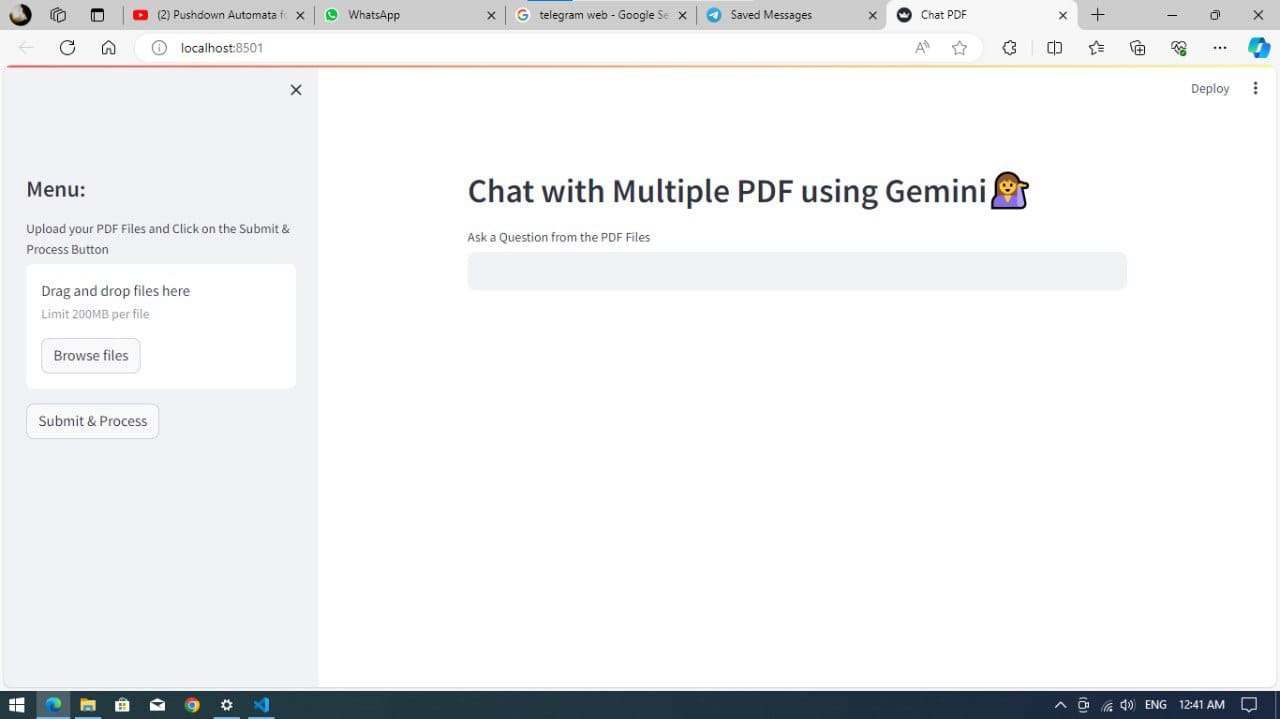 (2) Pushdown Automata fo
WhatsApp
telegram web - Google Se
Saved Messages
Chat PDF
localhost:8501
Deploy
Menu:
Upload your PDF Files and Click on the Submit &
Process Button
Drag and drop files here
Limit 200MB per file
Browse files
Submit & Process
Chat with Multiple PDF using Gemini
Ask a Question from the PDF Files
ENG
12:41 AM